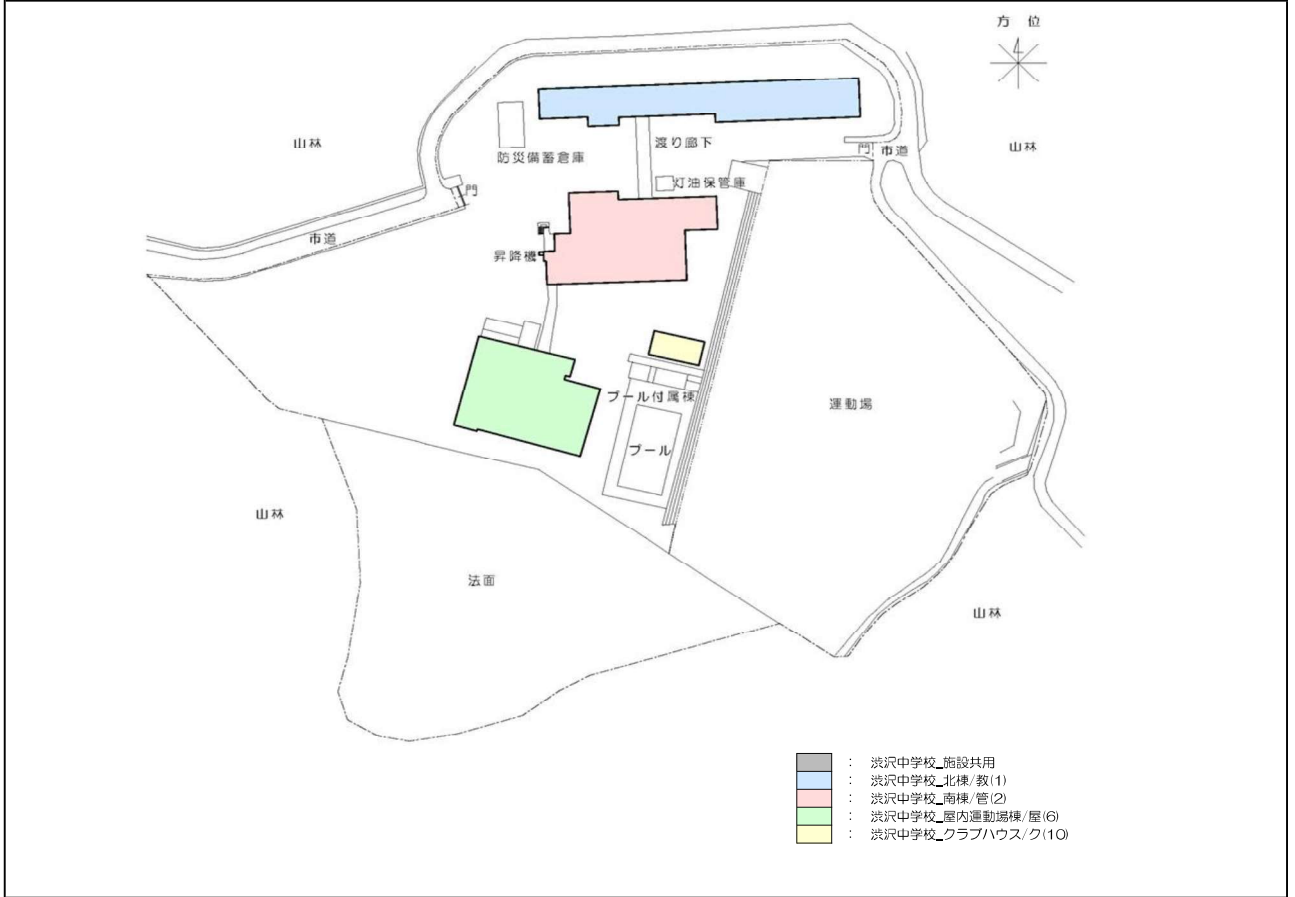 方 位
山林
防災備蓄倉庫
渡り廊下
門
市道
山林
灯油保管庫
門
市道
昇降機
プール付属棟
運動場
プール
山林
法面
山林
： 渋沢中学校_施設共用
： 渋沢中学校_北棟/教(1)
： 渋沢中学校_南棟/管(2)
： 渋沢中学校_屋内運動場棟/屋(6)
： 渋沢中学校_クラブハウス/ク(10)